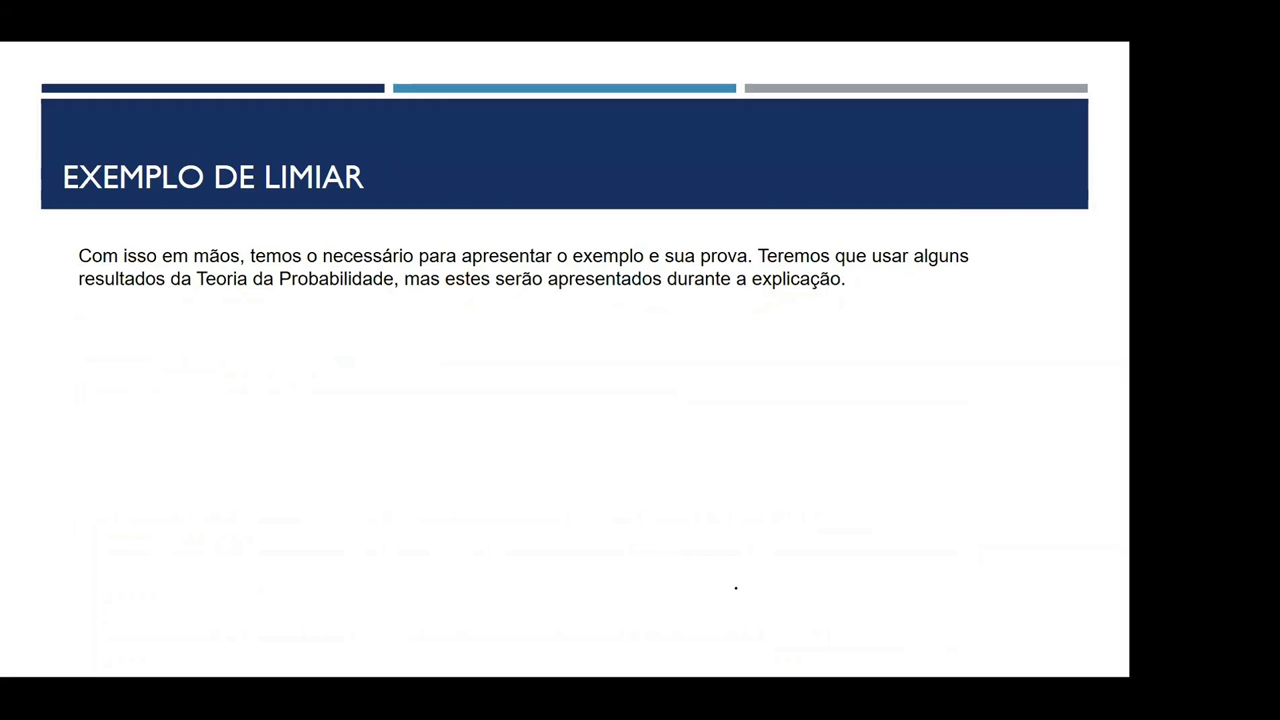 EXEMPLO DE LIMIAR
Com isso em mãos, temos o necessário para apresentar o exemplo e sua prova. Teremos que usar alguns
resultados da Teoria da Probabilidade, mas estes serão apresentados durante a explicação.